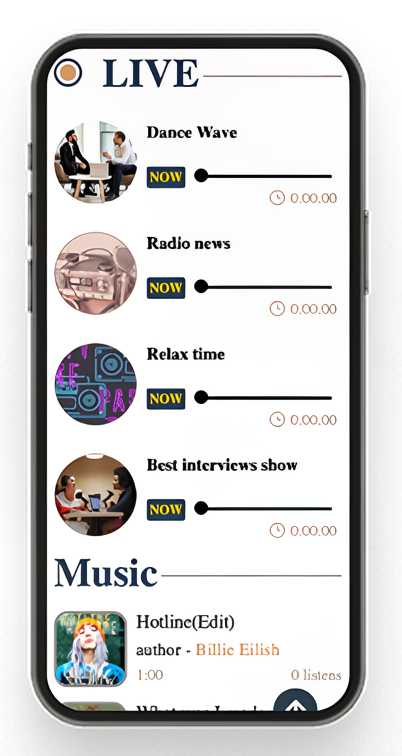 LIVE
Dance Wave
NOW
0.00.00
Radio news
NOW
0.00.00
Relax time
NOW
0.00.00
Best interviews show
NOW
0.00.00
Music
Hotline(Edit)
author - Billie Eilish
1:00 0 listens